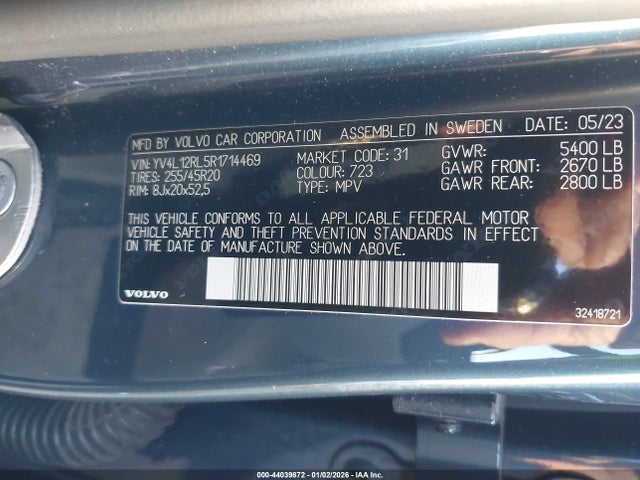 MFD BY VOLVO CAR CORPORATION ASSEMBLED IN SWEDEN DATE: 05/23
VIN: YV4L12RL5R1714469 MARKET CODE: 31 GVWR: 5400 LB
TIRES: 255/45R20 COLOUR: 723 GAWR FRONT: 2670 LB
RIM: 8Jx20x52,5 TYPE: MPV GAWR REAR: 2800 LB
THIS VEHICLE CONFORMS TO ALL APPLICABLE FEDERAL MOTOR
VEHICLE SAFETY AND THEFT PREVENTION STANDARDS IN EFFECT
ON THE DATE OF MANUFACTURE SHOWN ABOVE.
VOLVO 32418721
000-44039872 - 01/02/2026 - IAA Inc.